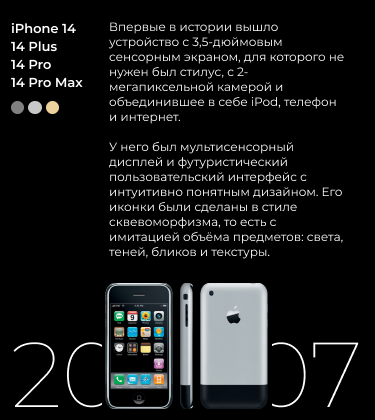 iPhone 14
14 Plus
14 Pro
14 Pro Max
Впервые в истории вышло
устройство с 3,5-дюймовым
сенсорным экраном, для которого не
нужен был стилус, с 2-
мегапиксельной камерой и
объединившее в себе iPod, телефон
и интернет.
У него был мультисенсорный
дисплей и футуристический
пользовательский интерфейс с
интуитивно понятным дизайном. Его
иконки были сделаны в стиле
сквевоморфизма, то есть с
имитацией объёма предметов: света,
теней, бликов и текстуры.
2007